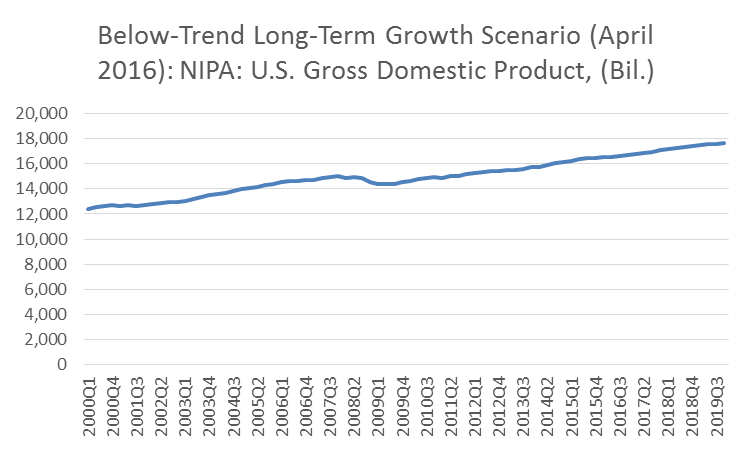 Below-Trend Long-Term Growth Scenario (April
2016): NIPA: U.S. Gross Domestic Product, (Bil.)
20,000
18,000
16,000
14,000
12,000
10,000
8,000
6,000
4,000
2,000
0
2000Q1
2000Q4
2001Q3
2002Q2
2003Q1
2003Q4
2004Q3
2005Q2
2006Q1
2006Q4
2007Q3
2008Q2
2009Q1
2009Q4
2010Q3
2011Q2
2012Q1
2012Q4
2013Q3
2014Q2
2015Q1
2015Q4
2016Q3
2017Q2
2018Q1
2018Q4
2019Q3